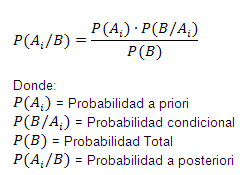 P(Aᵢ/B) = P(Aᵢ) · P(B/Aᵢ) / P(B)
Donde:
P(Aᵢ) = Probabilidad a priori
P(B/Aᵢ) = Probabilidad condicional
P(B) = Probabilidad Total
P(Aᵢ/B) = Probabilidad a posteriori